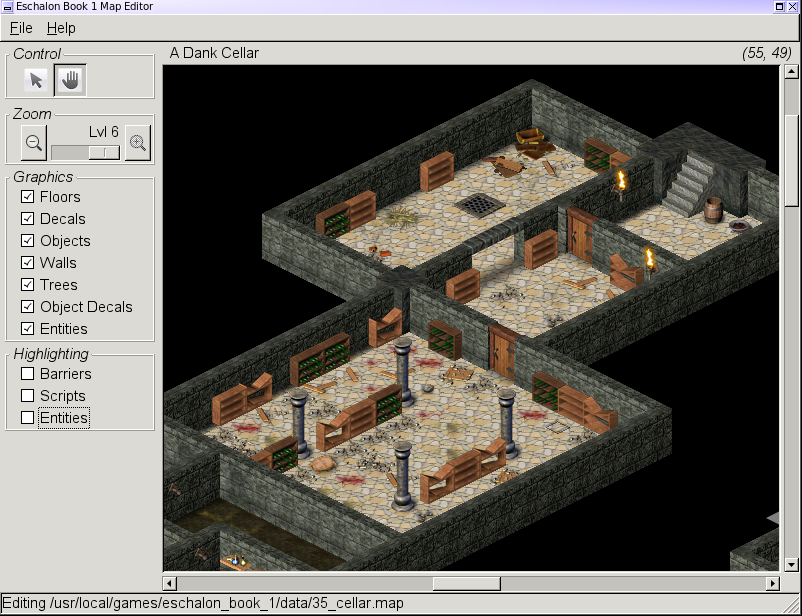 Eschalon Book 1 Map Editor
File Help
Control
A Dank Cellar
(55, 49)
Zoom
Lvl 6
Graphics
Floors
Decals
Objects
Walls
Trees
Object Decals
Entities
Highlighting
Barriers
Scripts
Entities
Editing /usr/local/games/eschalon_book_1/data/35_cellar.map